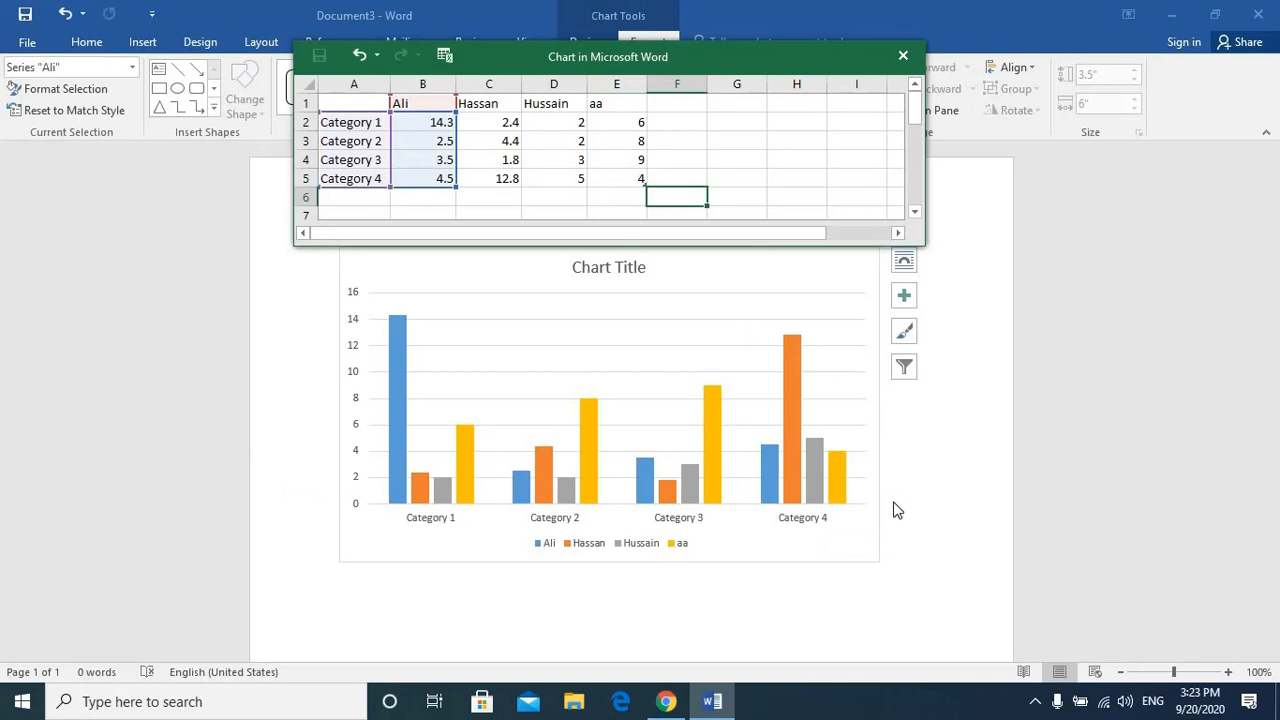 Document3 - Word
Chart Tools
File Home Insert Design Layout
Sign in Share
Series "Ali"
Format Selection
Reset to Match Style
Current Selection
Change
Shape
Insert Shapes
Align
Group
3.5"
6"
Size
Chart in Microsoft Word
A B C D E F G H I
1 Ali Hassan Hussain aa
2 Category 1 14.3 2.4 2 6
3 Category 2 2.5 4.4 2 8
4 Category 3 3.5 1.8 3 9
5 Category 4 4.5 12.8 5 4
6
7
Chart Title
16
14
12
10
8
6
4
2
0
Category 1 Category 2 Category 3 Category 4
Ali Hassan Hussain aa
Page 1 of 1 0 words English (United States)
100%
Type here to search
ENG
3:23 PM
9/20/2020